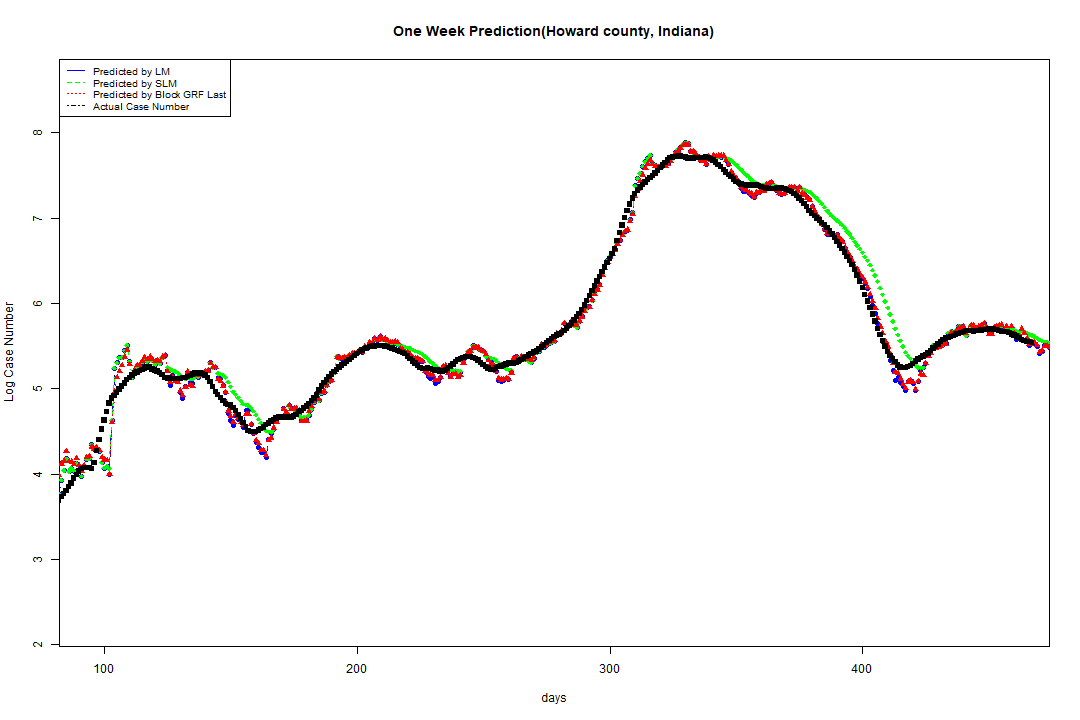 One Week Prediction(Howard county, Indiana)
Predicted by LM
Predicted by SLM
Predicted by Block GRF Last
Actual Case Number
8
7
6
5
4
3
2
Log Case Number
100 200 300 400
days